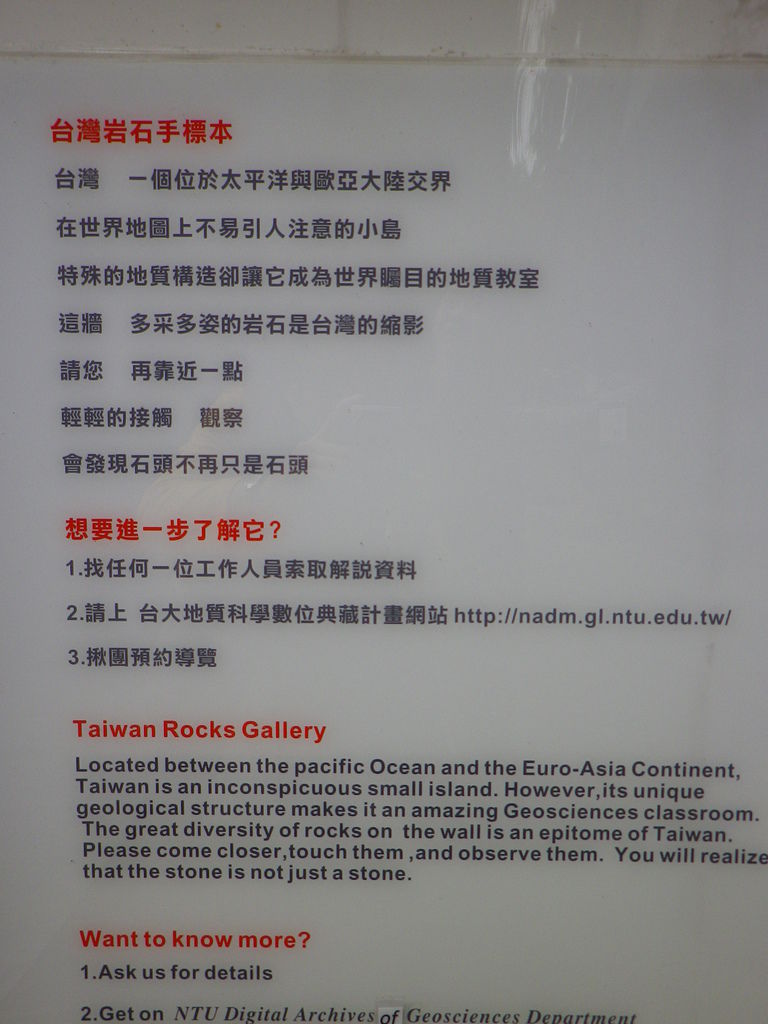 台灣岩石手標本
台灣　一個位於太平洋與歐亞大陸交界
在世界地圖上不易引人注意的小島
特殊的地質構造卻讓它成為世界矚目的地質教室
這牆　多采多姿的岩石是台灣的縮影
請您　再靠近一點
輕輕的接觸　觀察
會發現石頭不再只是石頭
想要進一步了解它?
1.找任何一位工作人員索取解説資料
2.請上 台大地質科學數位典藏計畫網站 http://nadm.gl.ntu.edu.tw/
3.揪團預約導覽
Taiwan Rocks Gallery
Located between the pacific Ocean and the Euro-Asia Continent,
Taiwan is an inconspicuous small island. However,its unique
geological structure makes it an amazing Geosciences classroom.
The great diversity of rocks on the wall is an epitome of Taiwan.
Please come closer,touch them ,and observe them. You will realize
that the stone is not just a stone.
Want to know more?
1.Ask us for details
2.Get on NTU Digital Archives of Geosciences Department